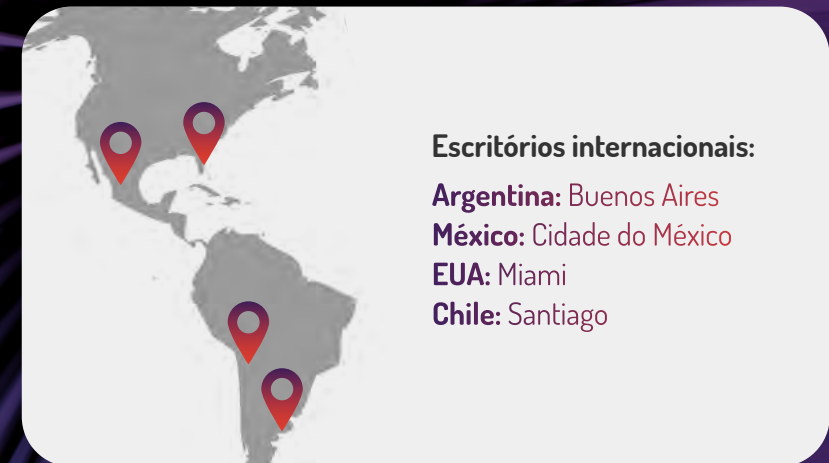 Escritórios internacionais:
Argentina: Buenos Aires
México: Cidade do México
EUA: Miami
Chile: Santiago